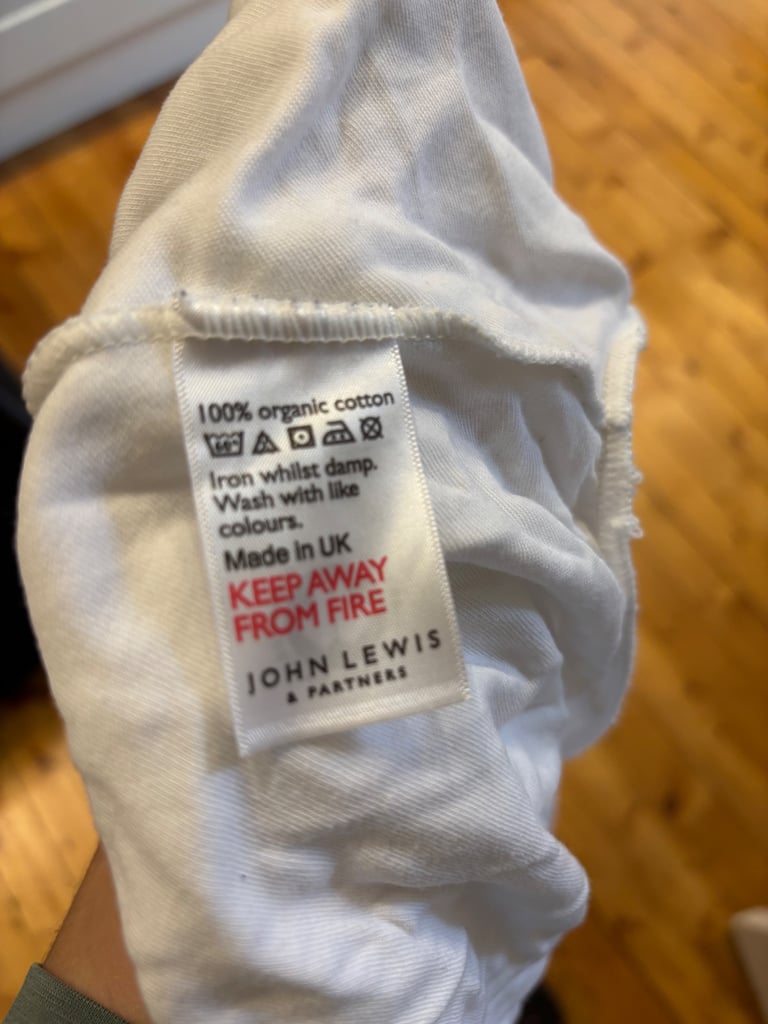 100% organic cotton
60°
Iron whilst damp.
Wash with like
colours.
Made in UK
KEEP AWAY
FROM FIRE
JOHN LEWIS
& PARTNERS